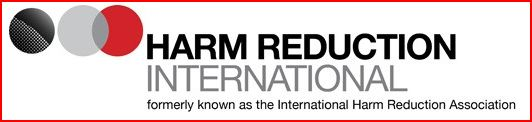 HARM REDUCTION
INTERNATIONAL
formerly known as the International Harm Reduction Association